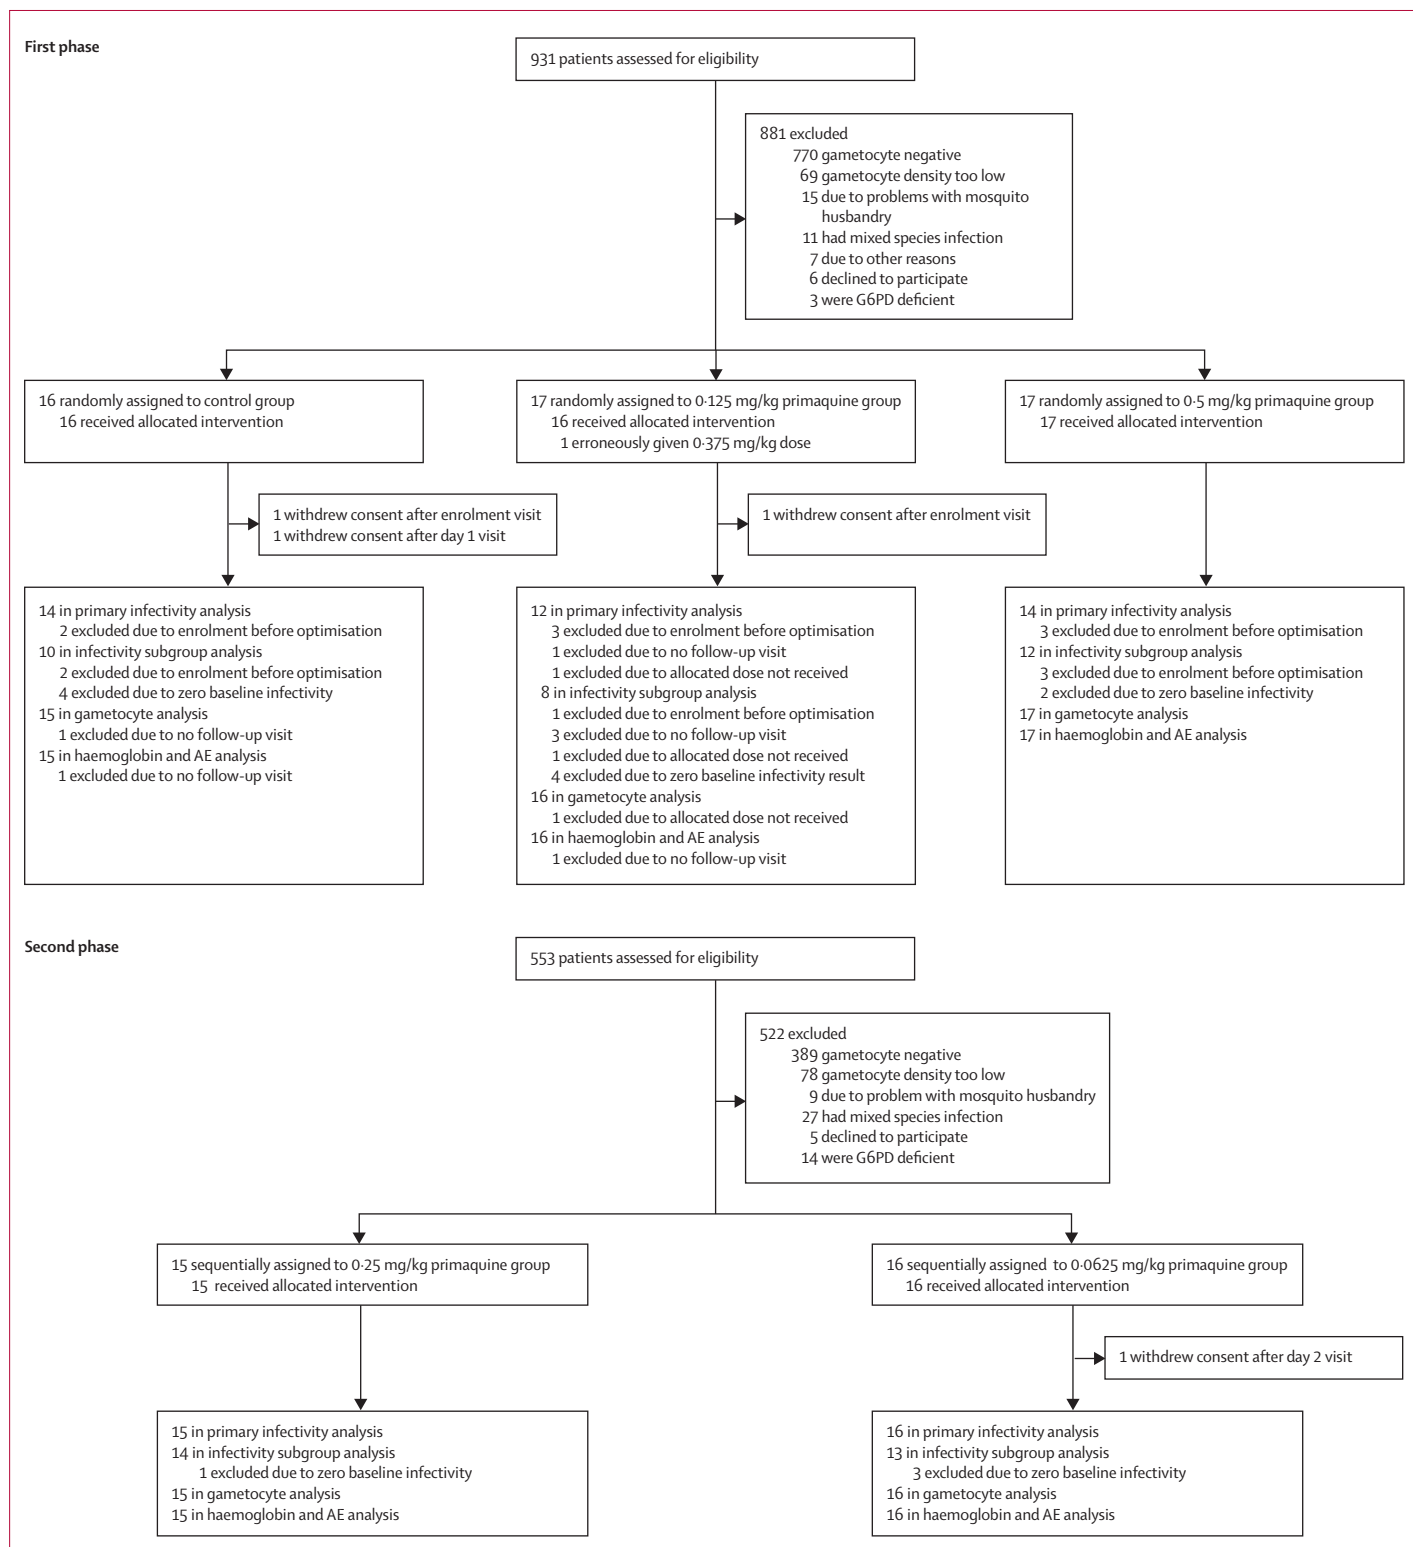 First phase
931 patients assessed for eligibility
881 excluded
770 gametocyte negative
69 gametocyte density too low
15 due to problems with mosquito
husbandry
11 had mixed species infection
7 due to other reasons
6 declined to participate
3 were G6PD deficient
16 randomly assigned to control group
16 received allocated intervention
17 randomly assigned to 0·125 mg/kg primaquine group
16 received allocated intervention
1 erroneously given 0·375 mg/kg dose
17 randomly assigned to 0·5 mg/kg primaquine group
17 received allocated intervention
1 withdrew consent after enrolment visit
1 withdrew consent after day 1 visit
1 withdrew consent after enrolment visit
14 in primary infectivity analysis
2 excluded due to enrolment before optimisation
10 in infectivity subgroup analysis
2 excluded due to enrolment before optimisation
4 excluded due to zero baseline infectivity
15 in gametocyte analysis
1 excluded due to no follow-up visit
15 in haemoglobin and AE analysis
1 excluded due to no follow-up visit
12 in primary infectivity analysis
3 excluded due to enrolment before optimisation
1 excluded due to no follow-up visit
1 excluded due to allocated dose not received
8 in infectivity subgroup analysis
1 excluded due to enrolment before optimisation
3 excluded due to no follow-up visit
1 excluded due to allocated dose not received
4 excluded due to zero baseline infectivity result
16 in gametocyte analysis
1 excluded due to allocated dose not received
16 in haemoglobin and AE analysis
1 excluded due to no follow-up visit
14 in primary infectivity analysis
3 excluded due to enrolment before optimisation
12 in infectivity subgroup analysis
3 excluded due to enrolment before optimisation
2 excluded due to zero baseline infectivity
17 in gametocyte analysis
17 in haemoglobin and AE analysis
Second phase
553 patients assessed for eligibility
522 excluded
389 gametocyte negative
78 gametocyte density too low
9 due to problem with mosquito husbandry
27 had mixed species infection
5 declined to participate
14 were G6PD deficient
15 sequentially assigned to 0·25 mg/kg primaquine group
15 received allocated intervention
16 sequentially assigned to 0·0625 mg/kg primaquine group
16 received allocated intervention
1 withdrew consent after day 2 visit
15 in primary infectivity analysis
14 in infectivity subgroup analysis
1 excluded due to zero baseline infectivity
15 in gametocyte analysis
15 in haemoglobin and AE analysis
16 in primary infectivity analysis
13 in infectivity subgroup analysis
3 excluded due to zero baseline infectivity
16 in gametocyte analysis
16 in haemoglobin and AE analysis